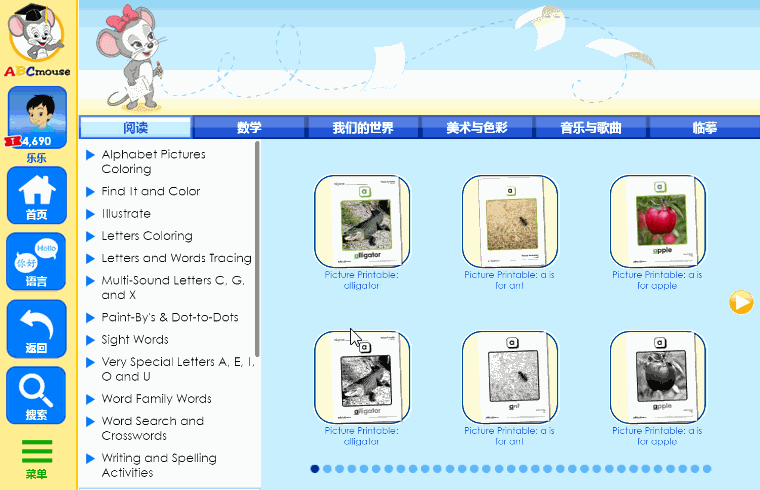 ABCmouse
4,690
乐乐
首页
你好
Hello
语言
返回
搜索
菜单
阅读
数学
我们的世界
美术与色彩
音乐与歌曲
临摹
Alphabet Pictures
Coloring
Find It and Color
Illustrate
Letters Coloring
Letters and Words Tracing
Multi-Sound Letters C, G,
and X
Paint-By's & Dot-to-Dots
Sight Words
Very Special Letters A, E, I,
O and U
Word Family Words
Word Search and
Crosswords
Writing and Spelling
Activities
a
alligator
Picture Printable:
alligator
a
Picture Printable: a is
for ant
a
apple
Picture Printable: a is
for apple
a
alligator
Picture Printable:
alligator
a
ant
Picture Printable: a is
for ant
a
apple
Picture Printable: a is
for apple